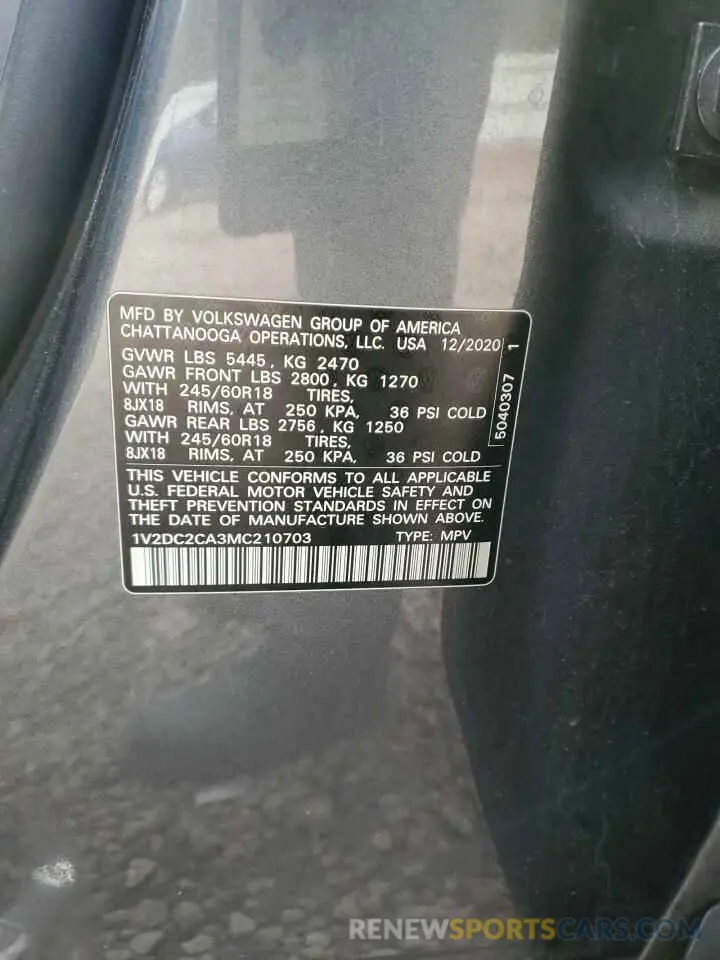 MFD BY VOLKSWAGEN GROUP OF AMERICA
CHATTANOOGA OPERATIONS, LLC. USA 12/2020
GVWR LBS 5445, KG 2470
GAWR FRONT LBS 2800, KG 1270
WITH 245/60R18 TIRES,
8JX18 RIMS, AT 250 KPA, 36 PSI COLD
GAWR REAR LBS 2756, KG 1250
WITH 245/60R18 TIRES,
8JX18 RIMS, AT 250 KPA, 36 PSI COLD
5040307 1
THIS VEHICLE CONFORMS TO ALL APPLICABLE
U.S. FEDERAL MOTOR VEHICLE SAFETY AND
THEFT PREVENTION STANDARDS IN EFFECT ON
THE DATE OF MANUFACTURE SHOWN ABOVE.
1V2DC2CA3MC210703 TYPE: MPV
RENEWSPORTSCARS.COM